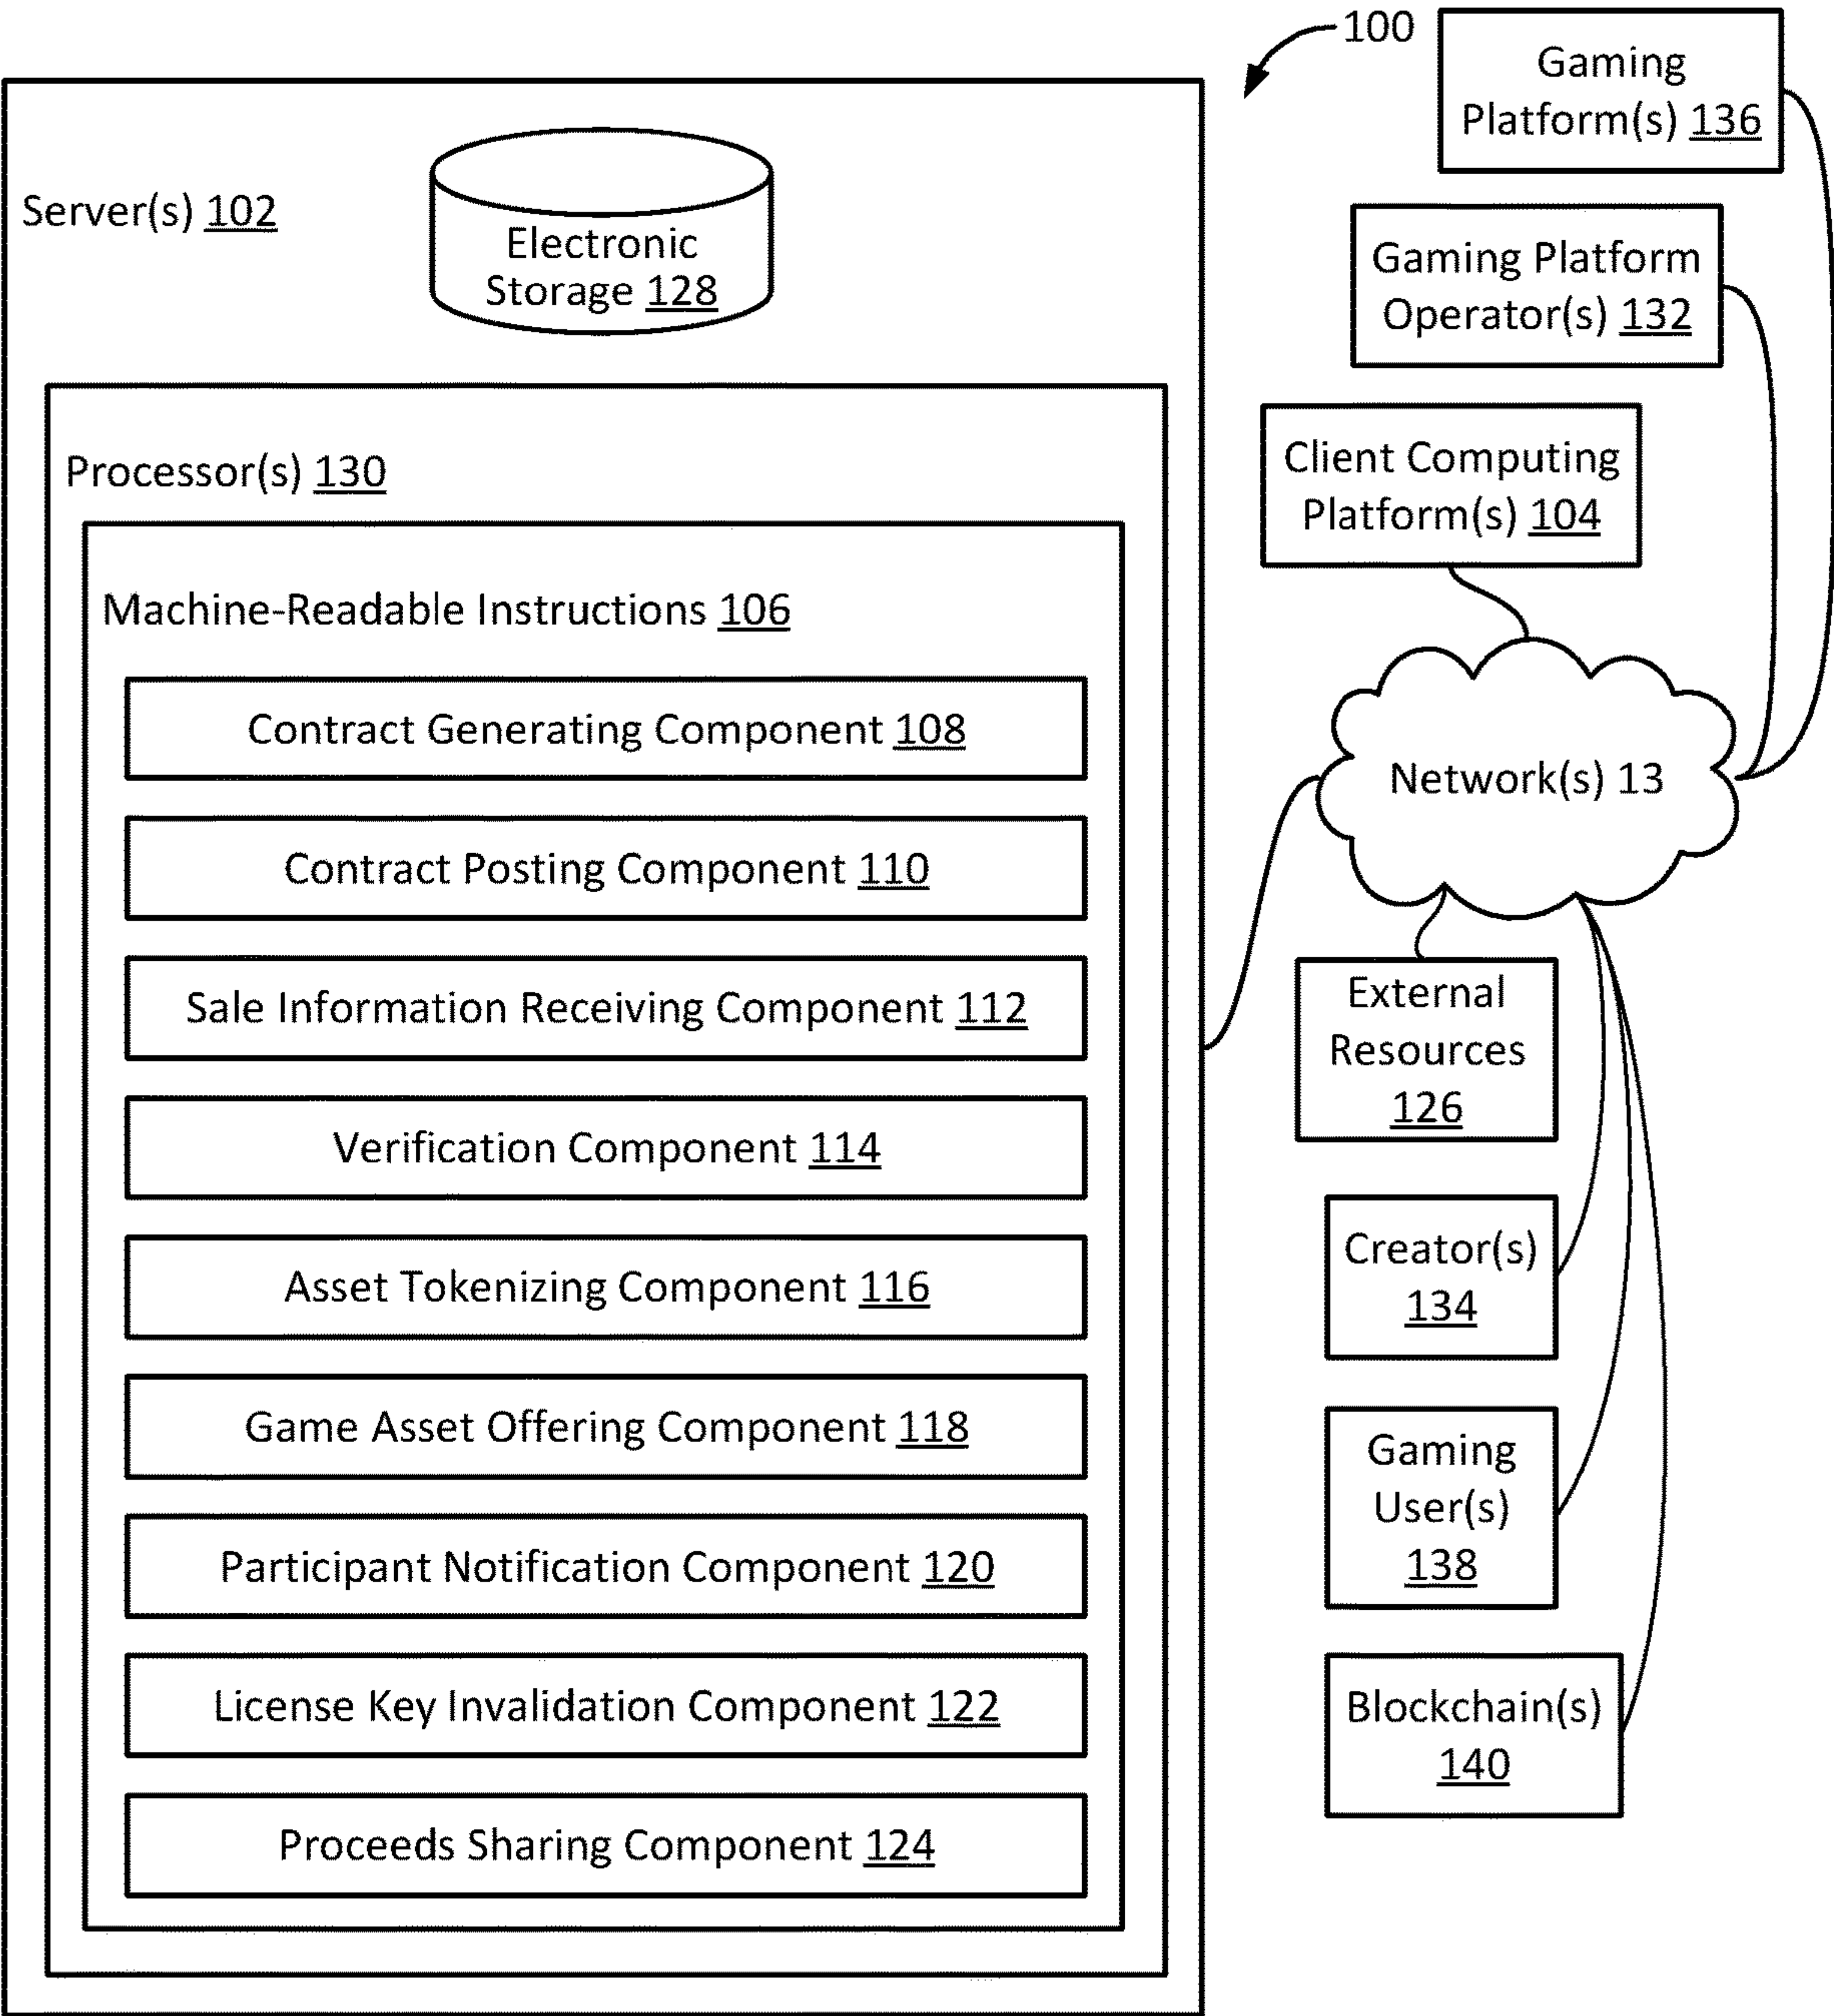 100
Server(s) 102
Electronic
Storage 128
Processor(s) 130
Machine-Readable Instructions 106
Contract Generating Component 108
Contract Posting Component 110
Sale Information Receiving Component 112
Verification Component 114
Asset Tokenizing Component 116
Game Asset Offering Component 118
Participant Notification Component 120
License Key Invalidation Component 122
Proceeds Sharing Component 124
Gaming
Platform(s) 136
Gaming Platform
Operator(s) 132
Client Computing
Platform(s) 104
Network(s) 13
External
Resources
126
Creator(s)
134
Gaming
User(s)
138
Blockchain(s)
140